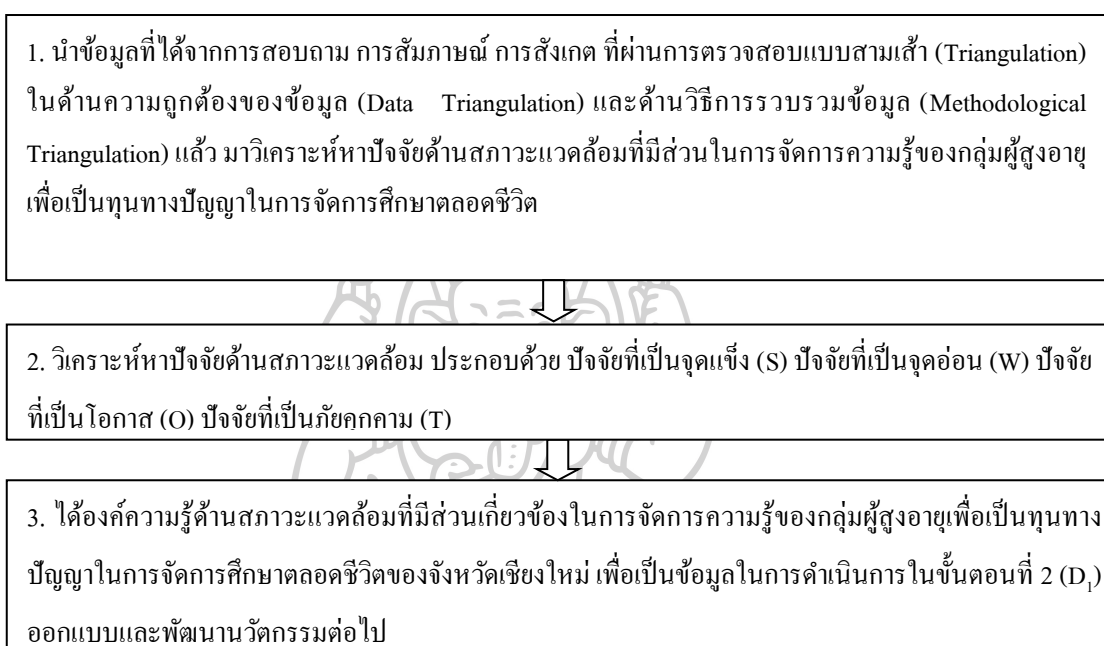 1. นำข้อมูลที่ได้จากการสอบถาม การสัมภาษณ์ การสังเกต ที่ผ่านการตรวจสอบแบบสามเส้า (Triangulation)
ในด้านความถูกต้องของข้อมูล (Data Triangulation) และด้านวิธีการรวบรวมข้อมูล (Methodological
Triangulation) แล้ว มาวิเคราะห์หาปัจจัยด้านสภาวะแวดล้อมที่มีส่วนในการจัดการความรู้ของกลุ่มผู้สูงอายุ
เพื่อเป็นทุนทางปัญญาในการจัดการศึกษาตลอดชีวิต
2. วิเคราะห์หาปัจจัยด้านสภาวะแวดล้อม ประกอบด้วย ปัจจัยที่เป็นจุดแข็ง (S) ปัจจัยที่เป็นจุดอ่อน (W) ปัจจัย
ที่เป็นโอกาส (O) ปัจจัยที่เป็นภัยคุกคาม (T)
3. ได้องค์ความรู้ด้านสภาวะแวดล้อมที่มีส่วนเกี่ยวข้องในการจัดการความรู้ของกลุ่มผู้สูงอายุเพื่อเป็นทุนทาง
ปัญญาในการจัดการศึกษาตลอดชีวิตของจังหวัดเชียงใหม่ เพื่อเป็นข้อมูลในการดำเนินการในขั้นตอนที่ 2 (D₁)
ออกแบบและพัฒนานวัตกรรมต่อไป